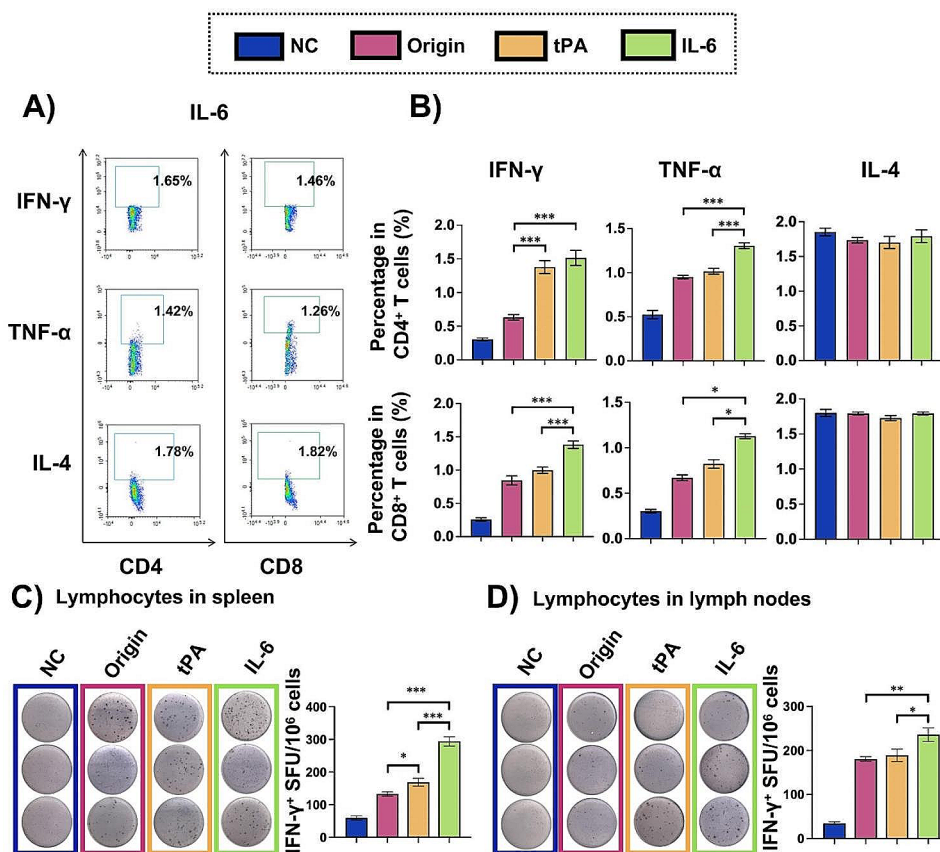 NC Origin tPA IL-6
A)
IL-6
IFN-γ
1.65%
1.46%
TNF-α
1.42%
1.26%
IL-4
1.78%
1.82%
CD4 CD8
B)
IFN-γ TNF-α IL-4
Percentage in
CD4⁺ T cells (%)
2.0
1.5
1.0
0.5
0.0
***
***
1.5
1.0
0.5
0.0
***
***
2.0
1.5
1.0
0.5
0.0
Percentage in
CD8⁺ T cells (%)
2.0
1.5
1.0
0.5
0.0
***
***
1.5
1.0
0.5
0.0
*
*
2.0
1.5
1.0
0.5
0.0
C) Lymphocytes in spleen
NC Origin tPA IL-6
IFN-γ⁺ SFU/10⁶ cells
400
300
200
100
0
***
***
*
D) Lymphocytes in lymph nodes
NC Origin tPA IL-6
IFN-γ⁺ SFU/10⁶ cells
300
200
100
0
**
*